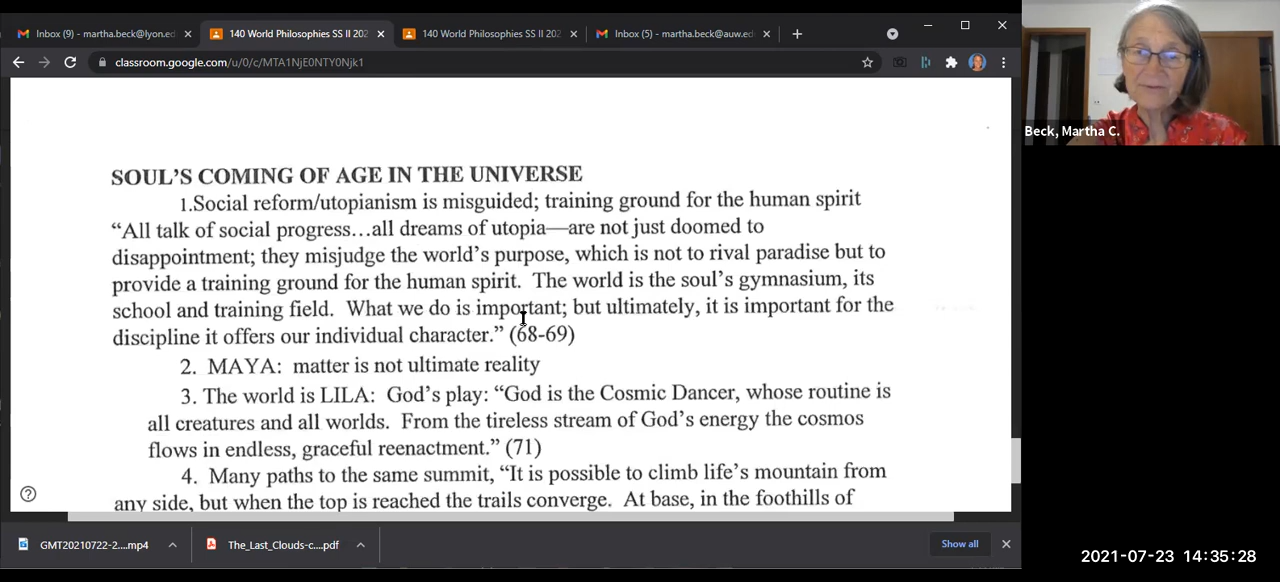 Inbox (9) - martha.beck@lyon.ed
140 World Philosophies SS II 202
140 World Philosophies SS II 202
Inbox (5) - martha.beck@auw.ed
classroom.google.com/u/0/c/MTA1NjE0NTY0Njk1
Beck, Martha C.
SOUL'S COMING OF AGE IN THE UNIVERSE
1.Social reform/utopianism is misguided; training ground for the human spirit
“All talk of social progress…all dreams of utopia—are not just doomed to
disappointment; they misjudge the world's purpose, which is not to rival paradise but to
provide a training ground for the human spirit. The world is the soul's gymnasium, its
school and training field. What we do is important; but ultimately, it is important for the
discipline it offers our individual character.” (68-69)
2. MAYA: matter is not ultimate reality
3. The world is LILA: God's play: “God is the Cosmic Dancer, whose routine is
all creatures and all worlds. From the tireless stream of God's energy the cosmos
flows in endless, graceful reenactment.” (71)
4. Many paths to the same summit, “It is possible to climb life's mountain from
any side, but when the top is reached the trails converge. At base, in the foothills of
GMT20210722-2....mp4
The_Last_Clouds-c....pdf
Show all
2021-07-23 14:35:28